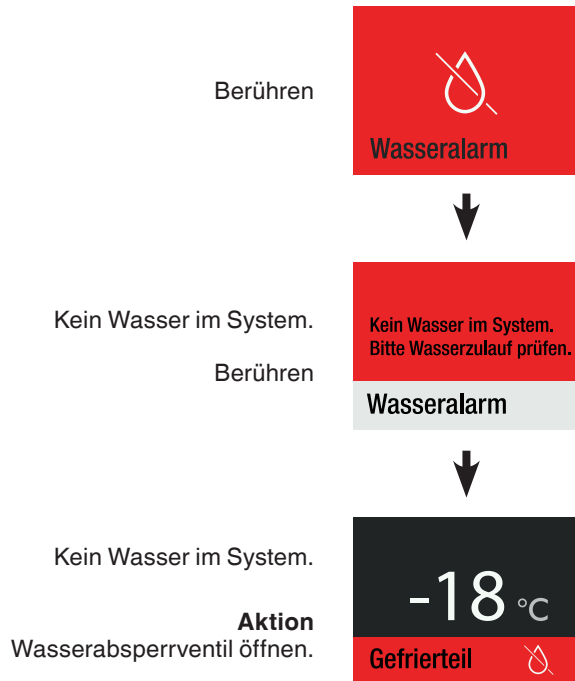 Berühren
Wasseralarm
Kein Wasser im System.
Berühren
Kein Wasser im System.
Bitte Wasserzulauf prüfen.
Wasseralarm
Kein Wasser im System.
Aktion
Wasserabsperrventil öffnen.
-18 °C
Gefrierteil